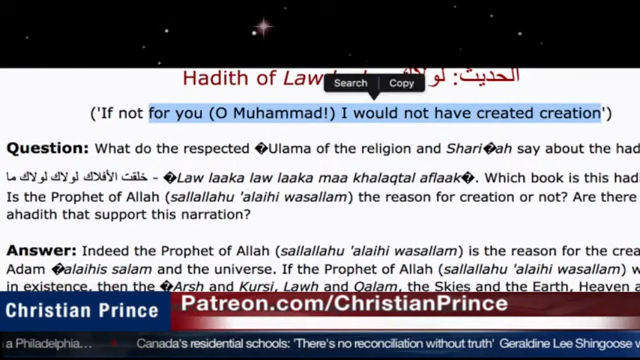 Hadith of Law
الحديث: لولاك
Search
Copy
('If not for you (O Muhammad!) I would not have created creation')
Question: What do the respected �Ulama of the religion and Shari�ah say about the had
خلقت الأفلاك لولاك لولاك ما - �Law laaka law laaka maa khalaqtal aflaak�. Which book is this hadi
Is the Prophet of Allah (sallallahu 'alaihi wasallam) the reason for creation or not? Are there
ahadith that support this narration?
Answer: Indeed the Prophet of Allah (sallallahu 'alaihi wasallam) is the reason for the crea
Adam �alaihis salam and the universe. If the Prophet of Allah (sallallahu 'alaihi wasallam) w
in existence, then the �Arsh and Kursi, Lawh and Qalam, the Skies and the Earth, Heaven a
Christian Prince
Patreon.com/ChristianPrince
n a Philadelphia...
Canada's residential schools: 'There's no reconciliation without truth' Geraldine Lee Shingoose v